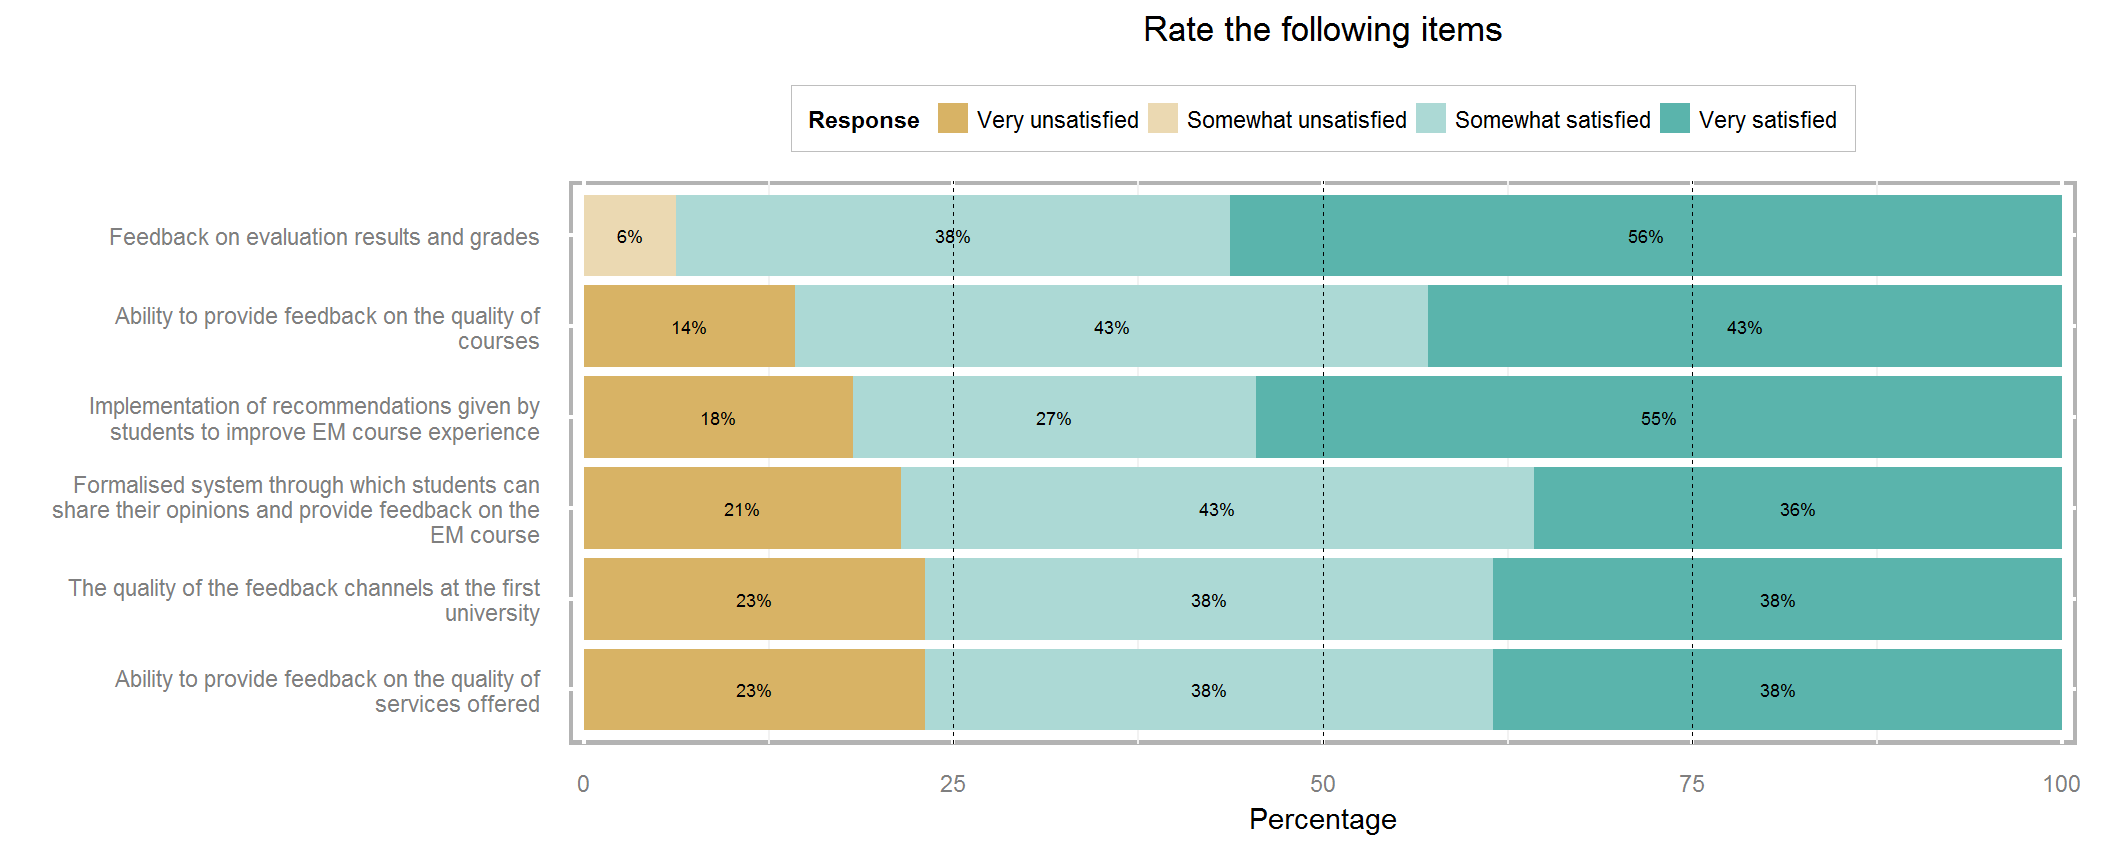 Rate the following items
Response Very unsatisfied Somewhat unsatisfied Somewhat satisfied Very satisfied
Feedback on evaluation results and grades
6% 38% 56%
Ability to provide feedback on the quality of
courses
14% 43% 43%
Implementation of recommendations given by
students to improve EM course experience
18% 27% 55%
Formalised system through which students can
share their opinions and provide feedback on the
EM course
21% 43% 36%
The quality of the feedback channels at the first
university
23% 38% 38%
Ability to provide feedback on the quality of
services offered
23% 38% 38%
0 25 50 75 100
Percentage